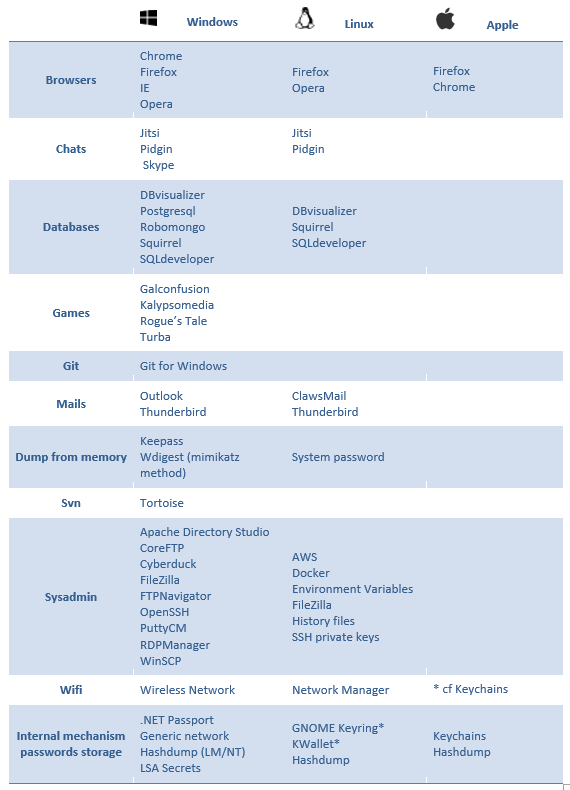 Windows Linux Apple
Browsers
Chrome
Firefox
IE
Opera
Firefox
Opera
Firefox
Chrome
Chats
Jitsi
Pidgin
Skype
Jitsi
Pidgin
Databases
DBvisualizer
Postgresql
Robomongo
Squirrel
SQLdeveloper
DBvisualizer
Squirrel
SQLdeveloper
Games
Galconfusion
Kalypsomedia
Rogue's Tale
Turba
Git
Git for Windows
Mails
Outlook
Thunderbird
ClawsMail
Thunderbird
Dump from memory
Keepass
Wdigest (mimikatz
method)
System password
Svn
Tortoise
Sysadmin
Apache Directory Studio
CoreFTP
Cyberduck
FileZilla
FTPNavigator
OpenSSH
PuttyCM
RDPManager
WinSCP
AWS
Docker
Environment Variables
FileZilla
History files
SSH private keys
Wifi
Wireless Network
Network Manager
* cf Keychains
Internal mechanism
passwords storage
.NET Passport
Generic network
Hashdump (LM/NT)
LSA Secrets
GNOME Keyring*
KWallet*
Hashdump
Keychains
Hashdump